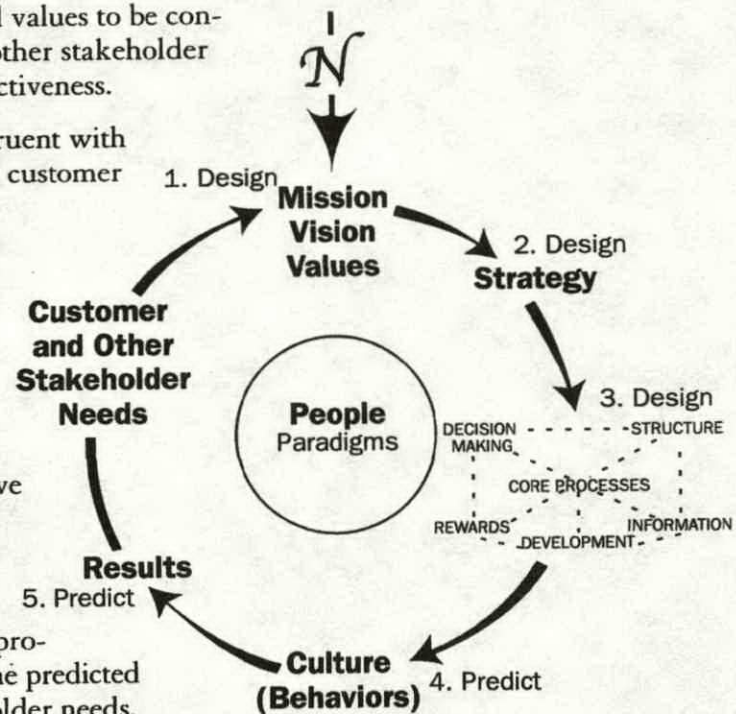 values to be con-
other stakeholder
ctiveness.
ruent with
customer
N
1. Design
Mission
Vision
Values
2. Design
Strategy
3. Design
DECISION
MAKING
STRUCTURE
CORE PROCESSES
REWARDS
INFORMATION
DEVELOPMENT
Customer
and Other
Stakeholder
Needs
People
Paradigms
ve
Results
5. Predict
Culture
(Behaviors)
4. Predict
pro-
e predicted
older needs.